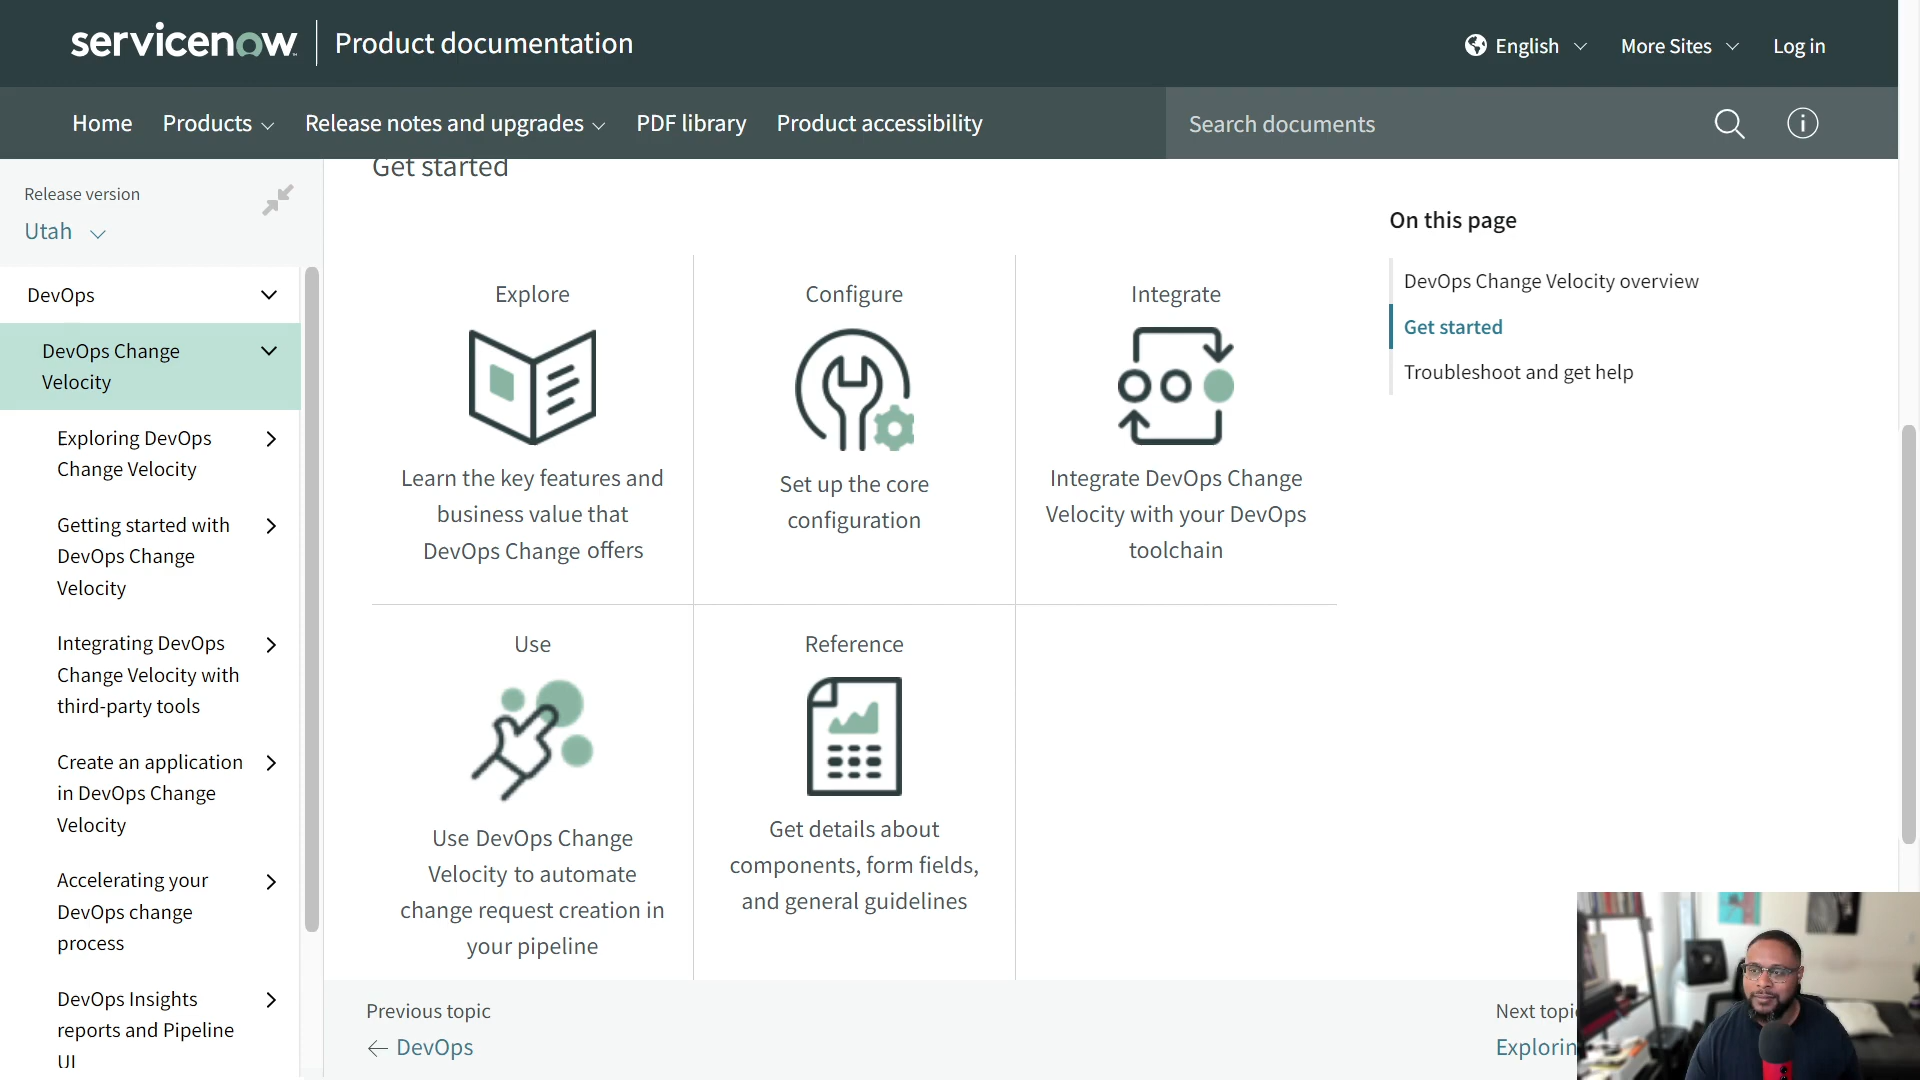 servicenow
Product documentation
English
More Sites
Log in
Home
Products
Release notes and upgrades
PDF library
Product accessibility
Search documents
Release version
Utah
DevOps
DevOps Change
Velocity
Exploring DevOps
Change Velocity
Getting started with
DevOps Change
Velocity
Integrating DevOps
Change Velocity with
third-party tools
Create an application
in DevOps Change
Velocity
Accelerating your
DevOps change
process
DevOps Insights
reports and Pipeline
UI
Get started
Explore
Learn the key features and
business value that
DevOps Change offers
Configure
Set up the core
configuration
Integrate
Integrate DevOps Change
Velocity with your DevOps
toolchain
Use
Use DevOps Change
Velocity to automate
change request creation in
your pipeline
Reference
Get details about
components, form fields,
and general guidelines
Previous topic
DevOps
Next topi
Explorin
On this page
DevOps Change Velocity overview
Get started
Troubleshoot and get help